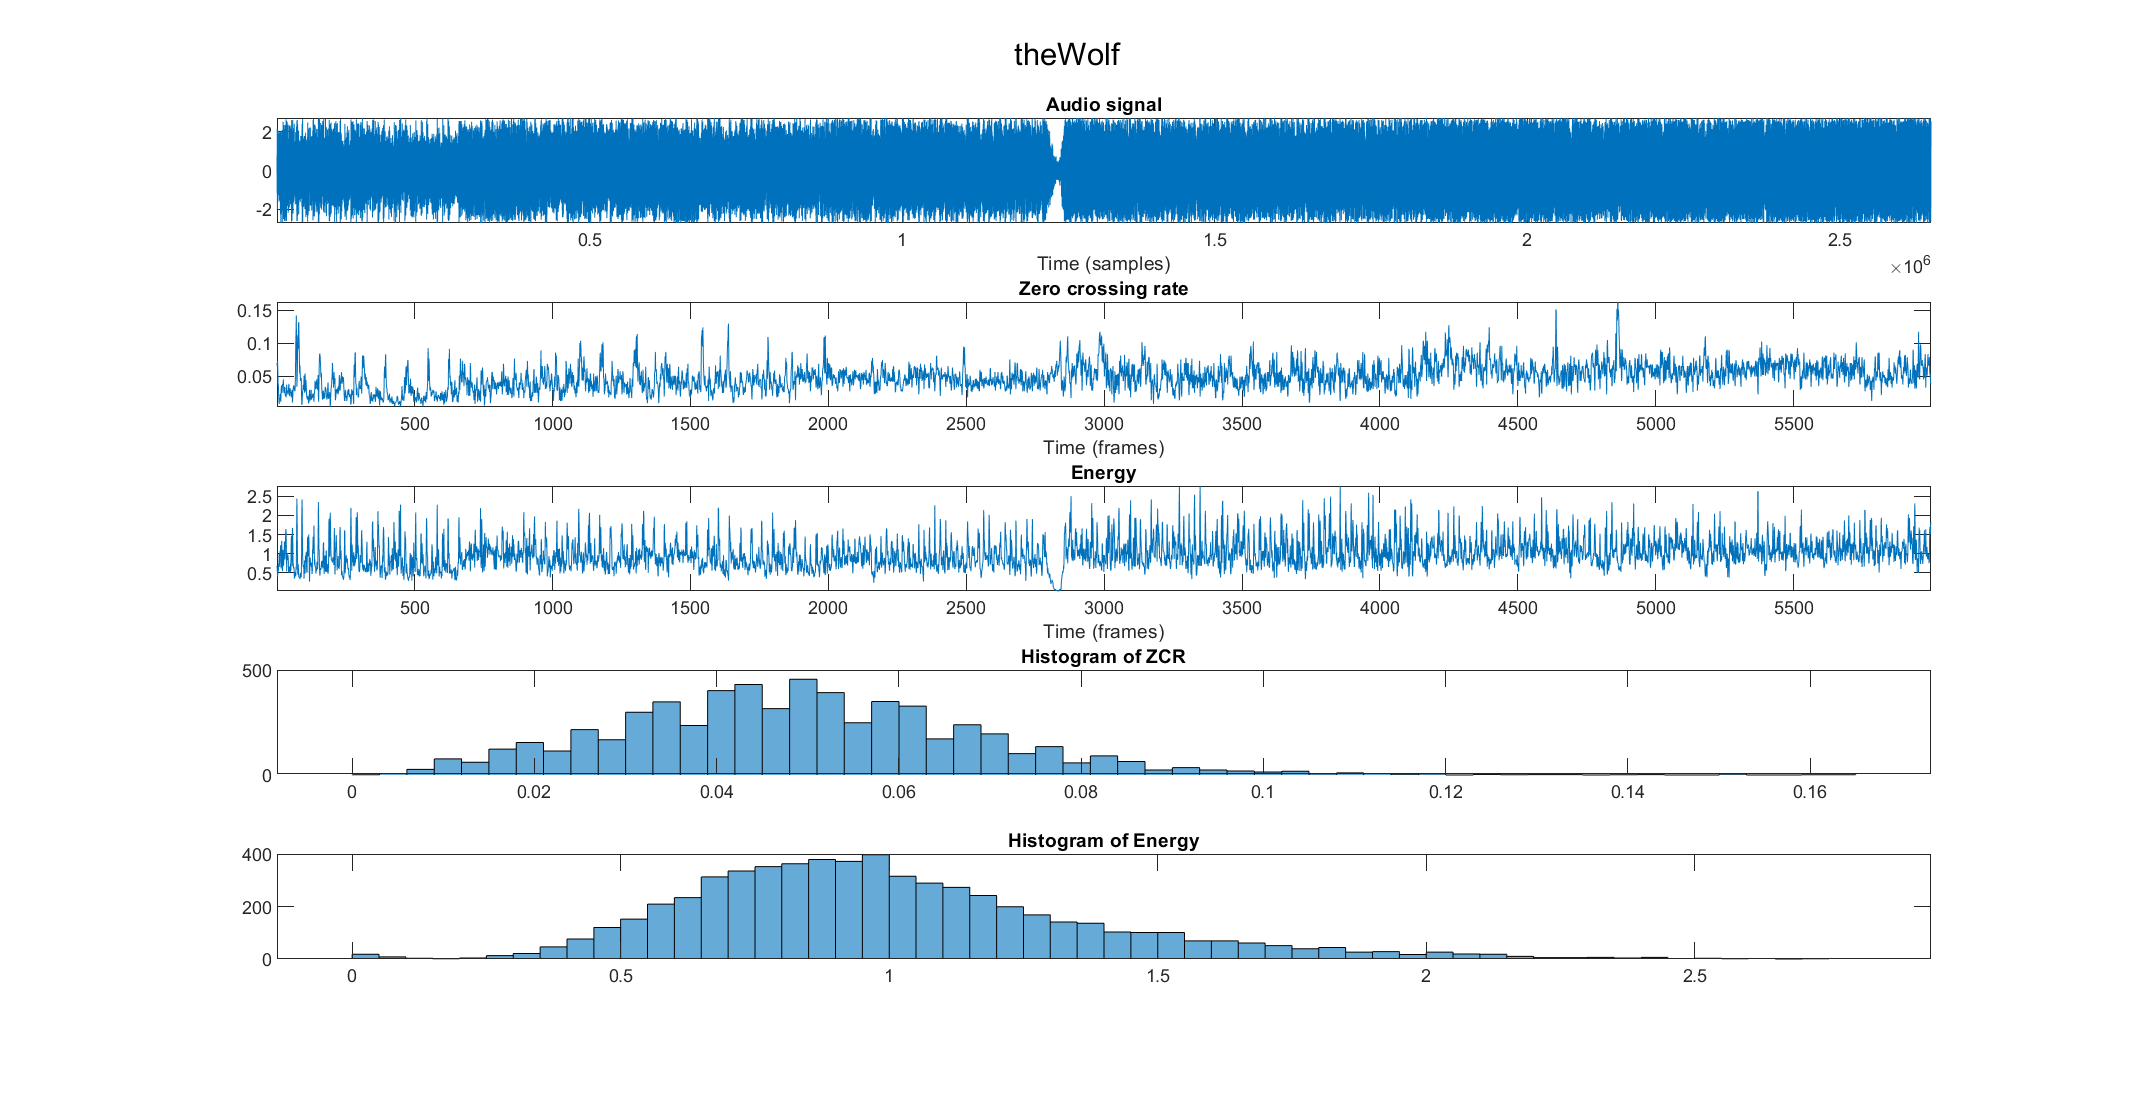 theWolf
Audio signal
2
0
-2
0.5 1 1.5 2 2.5
Time (samples)
×10^6
Zero crossing rate
0.15
0.1
0.05
500 1000 1500 2000 2500 3000 3500 4000 4500 5000 5500
Time (frames)
Energy
2.5
2
1.5
1
0.5
500 1000 1500 2000 2500 3000 3500 4000 4500 5000 5500
Time (frames)
Histogram of ZCR
500
0
0 0.02 0.04 0.06 0.08 0.1 0.12 0.14 0.16
Histogram of Energy
400
200
0
0 0.5 1 1.5 2 2.5